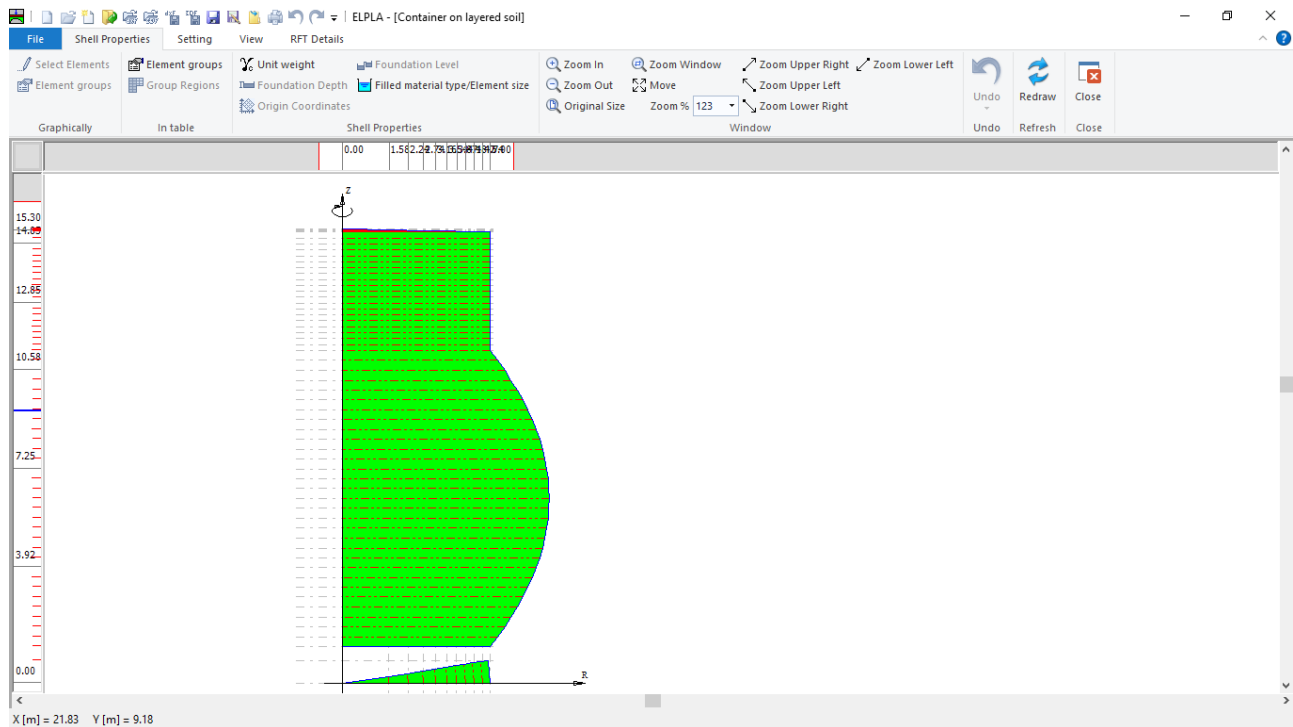 ELPLA - [Container on layered soil]
File Shell Properties Setting View RFT Details
Select Elements Element groups Unit weight Foundation Level Zoom In Zoom Window Zoom Upper Right Zoom Lower Left
Element groups Group Regions Foundation Depth Filled material type/Element size Zoom Out Move Zoom Upper Left Undo Redraw Close
Origin Coordinates Original Size Zoom % 123 Zoom Lower Right
Graphically In table Shell Properties Window Undo Refresh Close
0.00 1.58
Z
15.30
14.83
12.85
10.58
7.25
3.92
0.00
R
X [m] = 21.83 Y [m] = 9.18